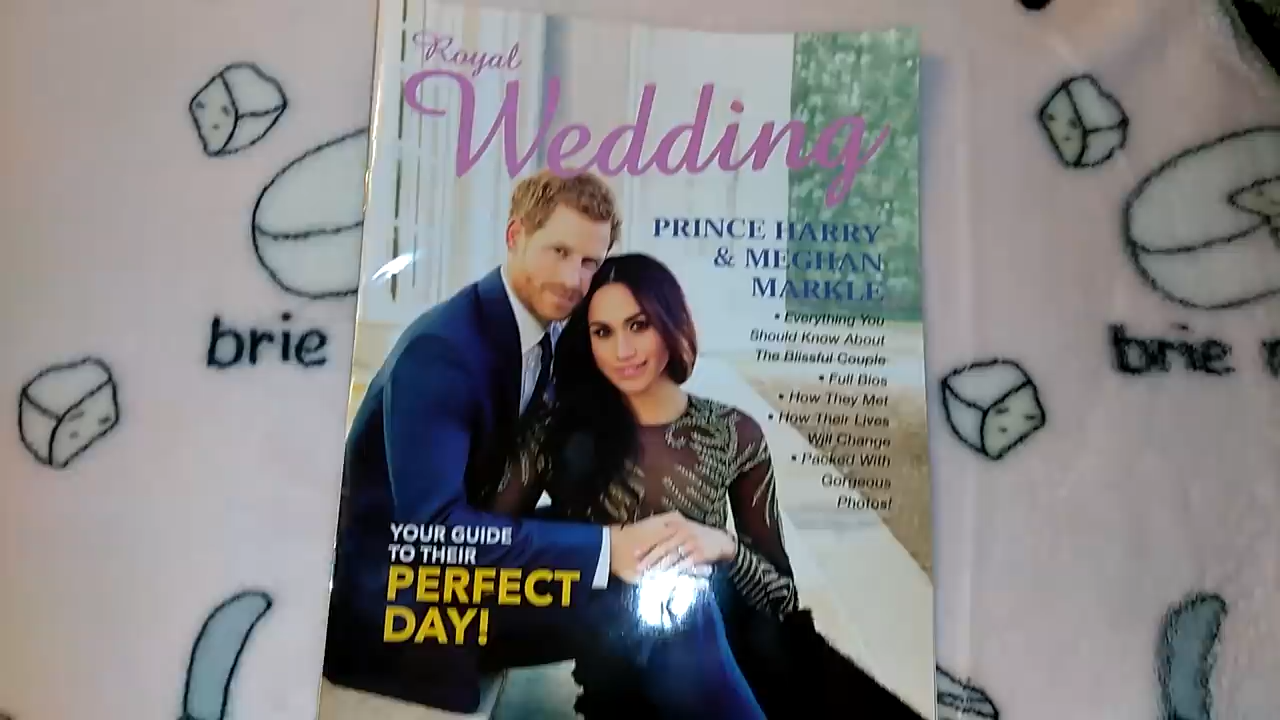 Royal
Wedding
PRINCE HARRY
& MEGHAN
MARKLE
• Everything You
Should Know About
The Blissful Couple
• Full Bios
• How They Met
• How Their Lives
Will Change
• Packed With
Gorgeous
Photos!
YOUR GUIDE
TO THEIR
PERFECT
DAY!
brie
brie